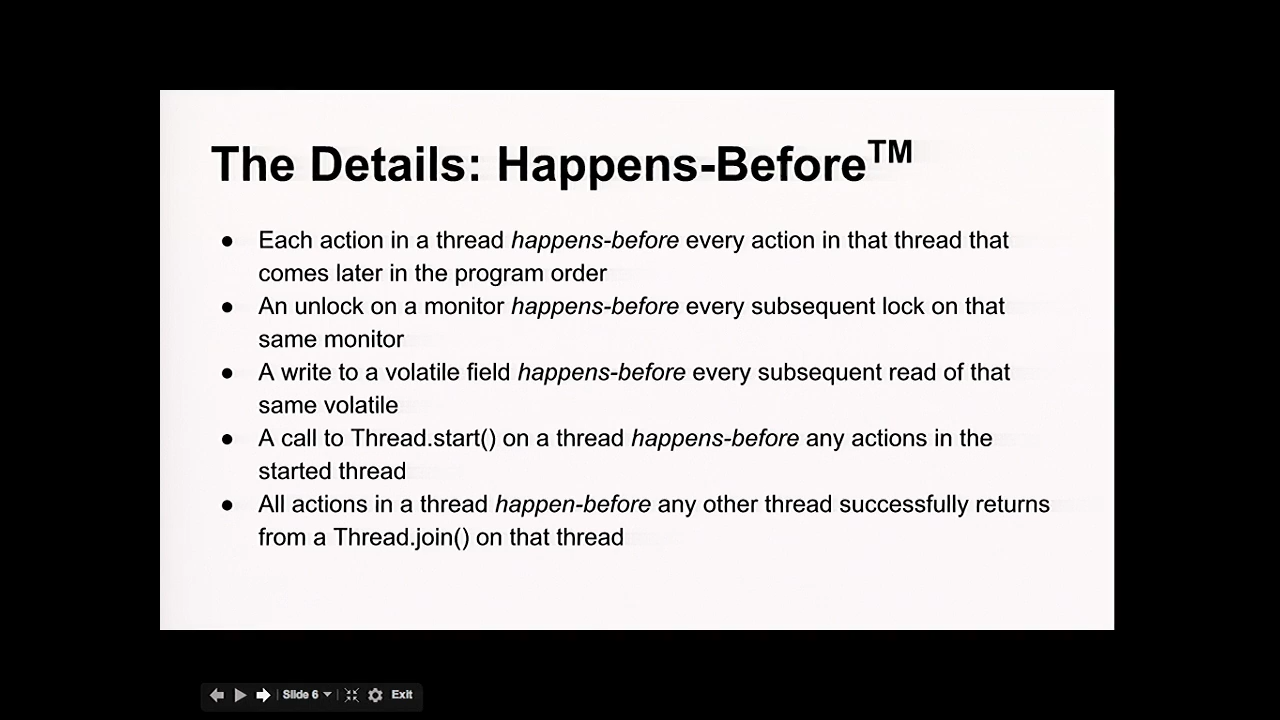 The Details: Happens-Before™
● Each action in a thread happens-before every action in that thread that
comes later in the program order
● An unlock on a monitor happens-before every subsequent lock on that
same monitor
● A write to a volatile field happens-before every subsequent read of that
same volatile
● A call to Thread.start() on a thread happens-before any actions in the
started thread
● All actions in a thread happen-before any other thread successfully returns
from a Thread.join() on that thread
Slide 6 Exit